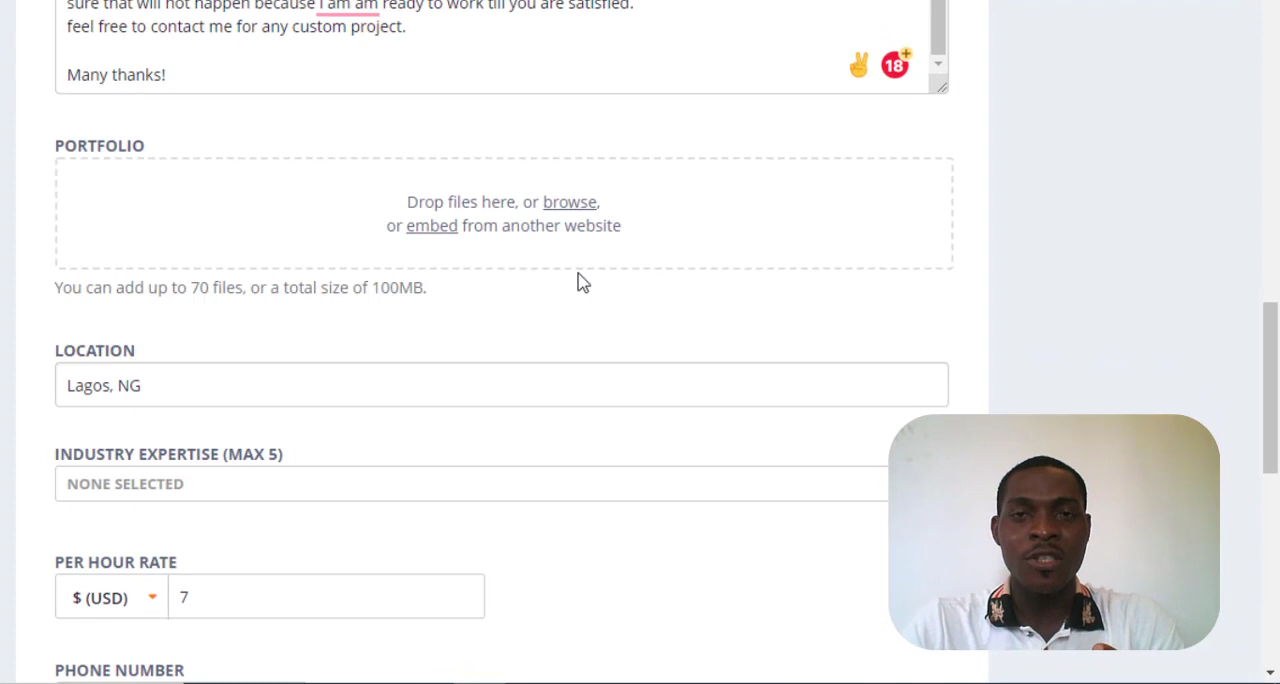 sure that will not happen because i am am ready to work till you are satisfied.
feel free to contact me for any custom project.
Many thanks!
18
PORTFOLIO
Drop files here, or browse,
or embed from another website
You can add up to 70 files, or a total size of 100MB.
LOCATION
Lagos, NG
INDUSTRY EXPERTISE (MAX 5)
NONE SELECTED
PER HOUR RATE
$ (USD) 7
PHONE NUMBER